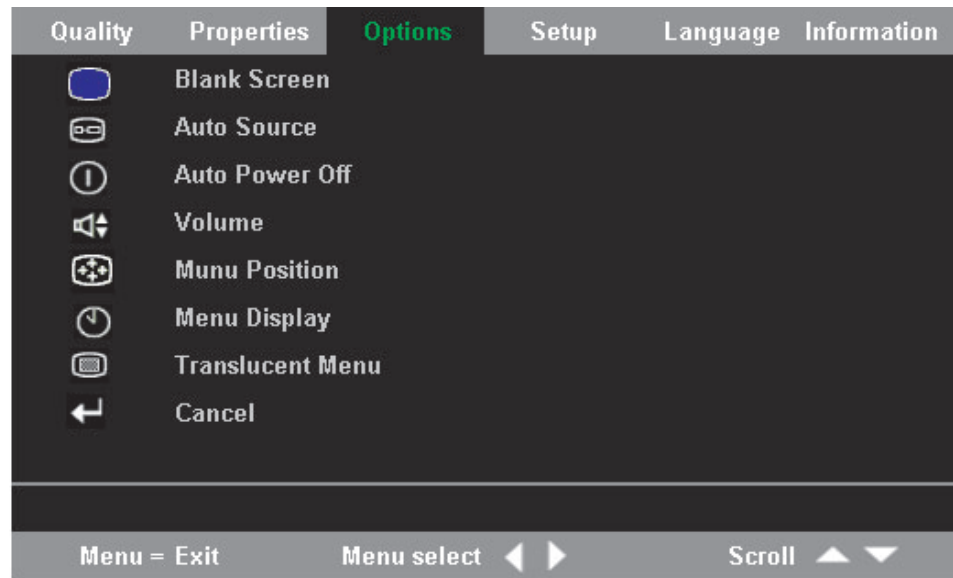 Quality Properties Options Setup Language Information
Blank Screen
Auto Source
Auto Power Off
Volume
Munu Position
Menu Display
Translucent Menu
Cancel
Menu = Exit Menu select Scroll